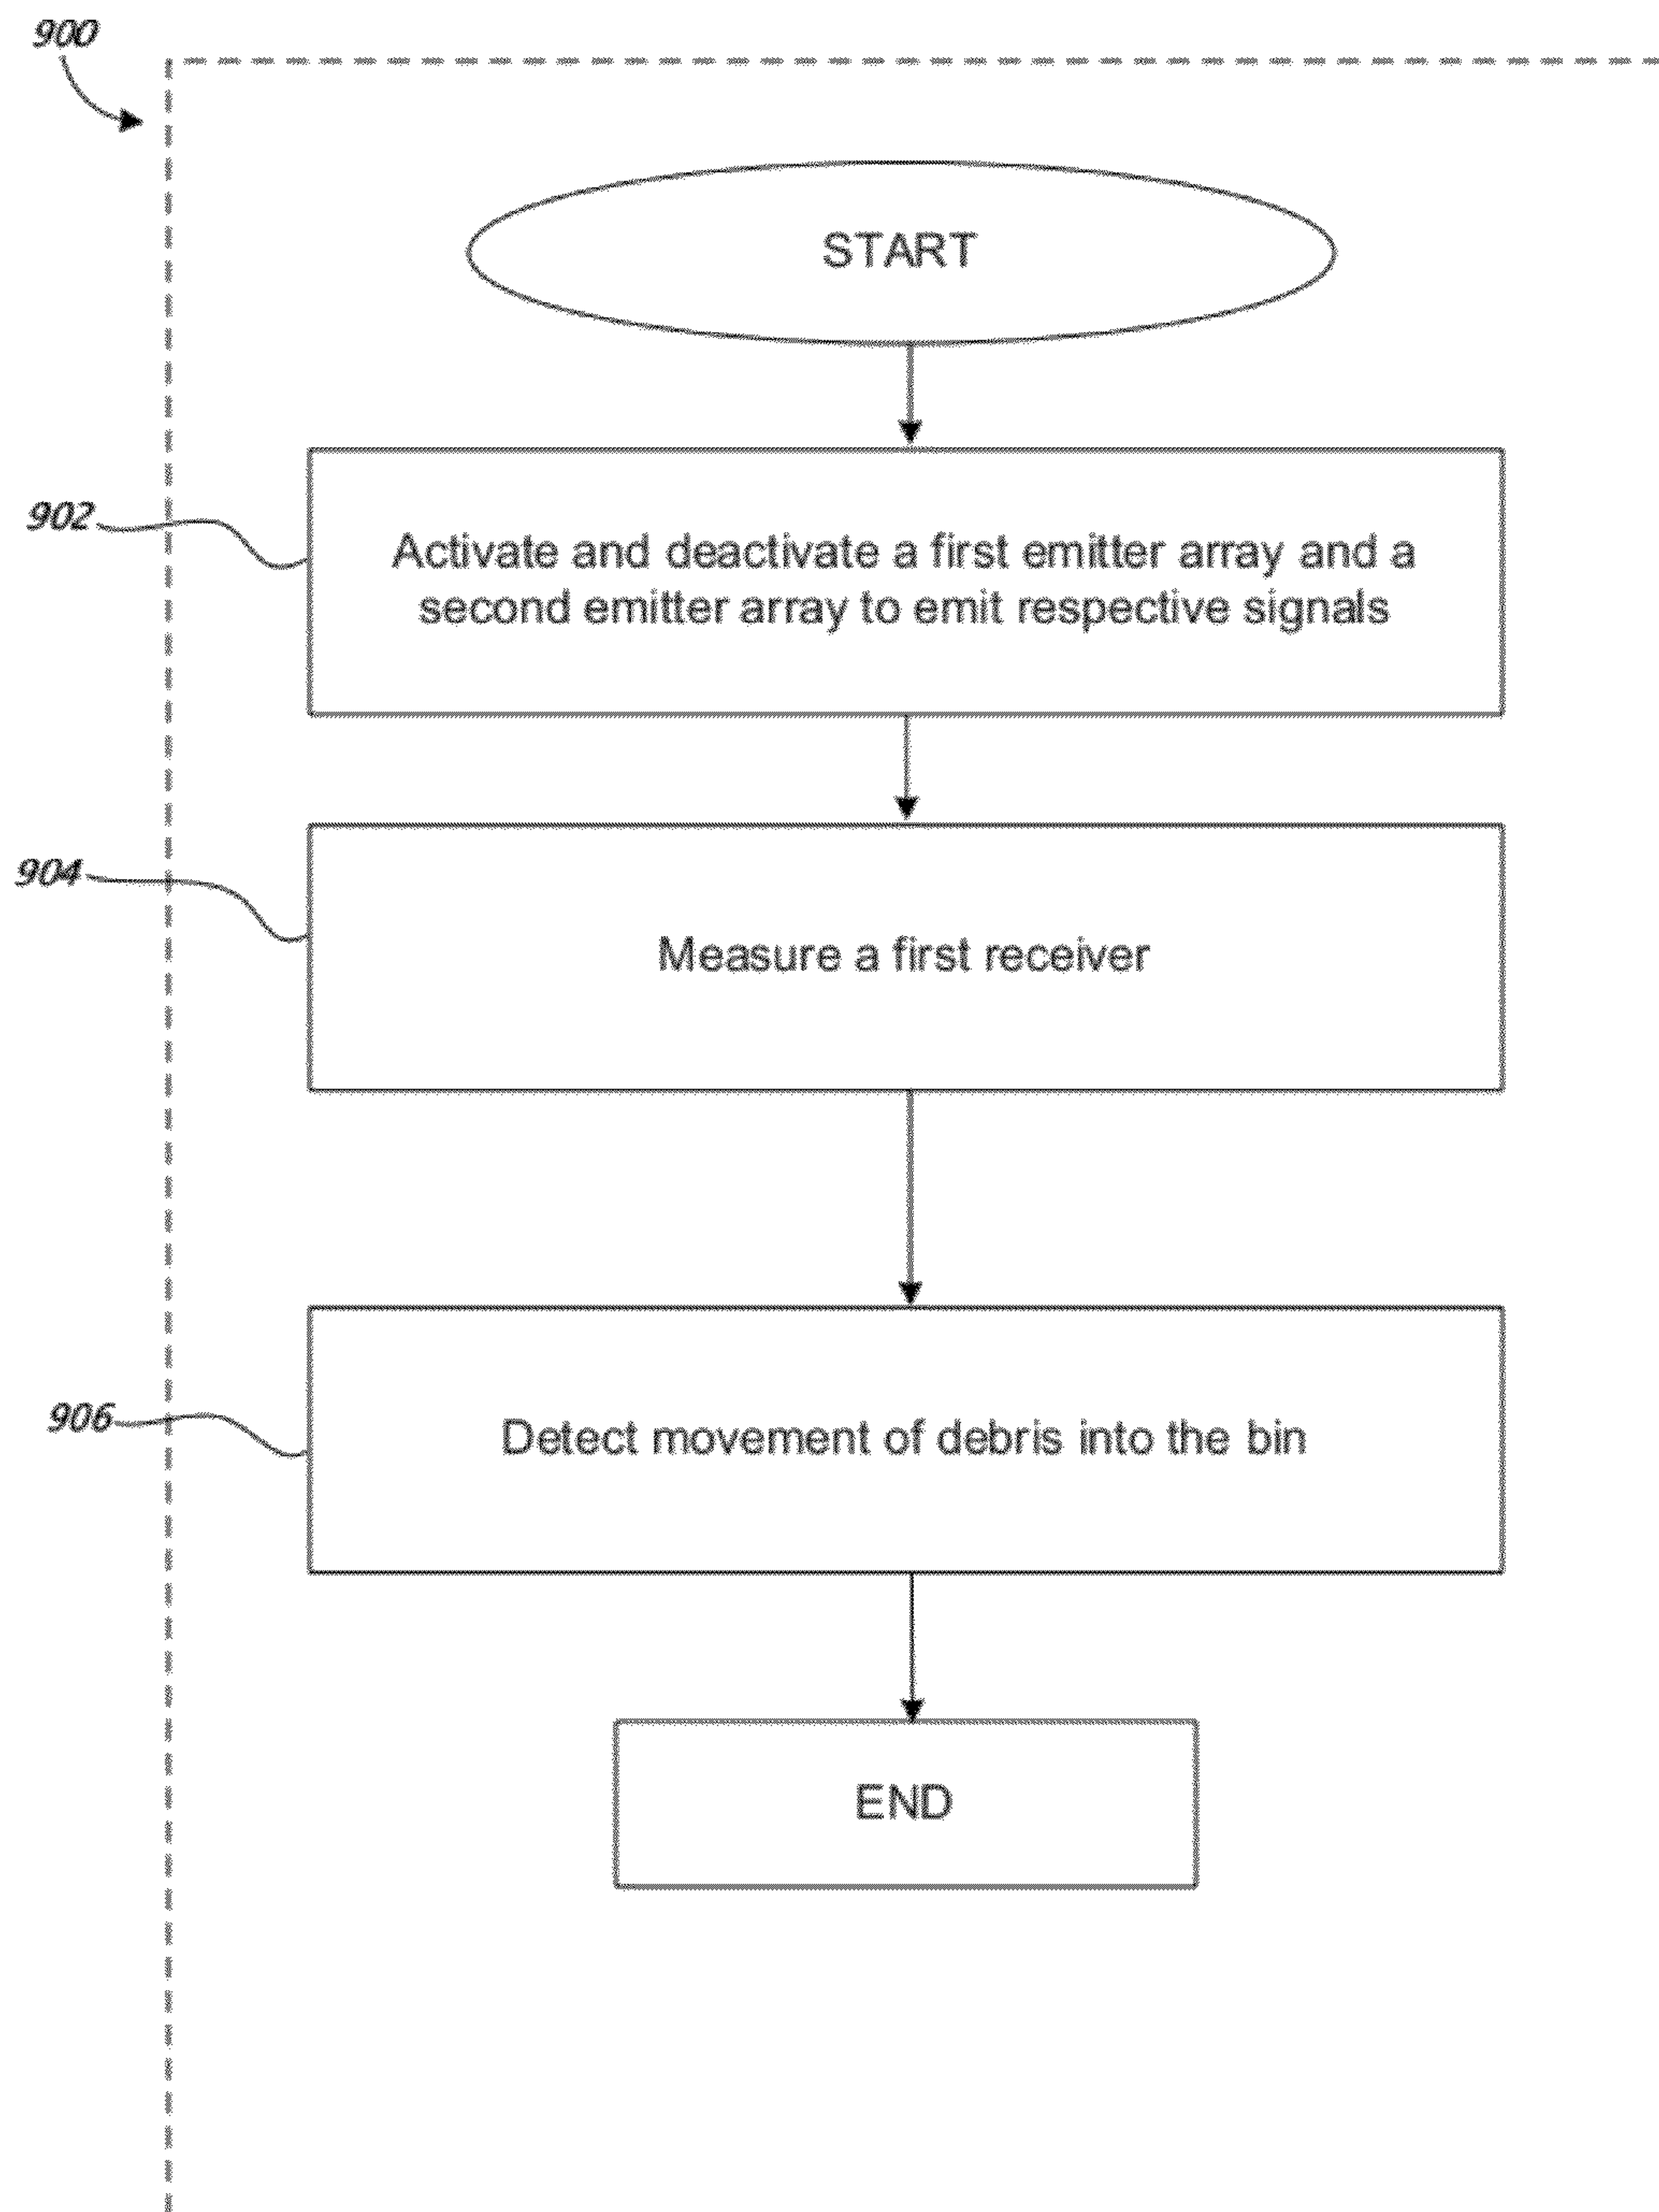 900
START
902
Activate and deactivate a first emitter array and a
second emitter array to emit respective signals
904
Measure a first receiver
906
Detect movement of debris into the bin
END